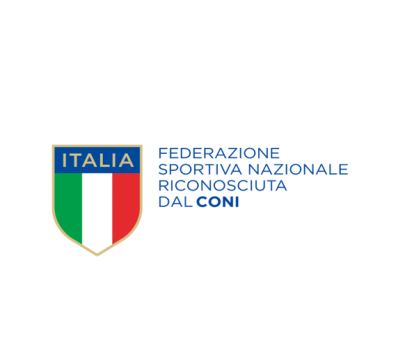 ITALIA
FEDERAZIONE
SPORTIVA NAZIONALE
RICONOSCIUTA
DAL CONI